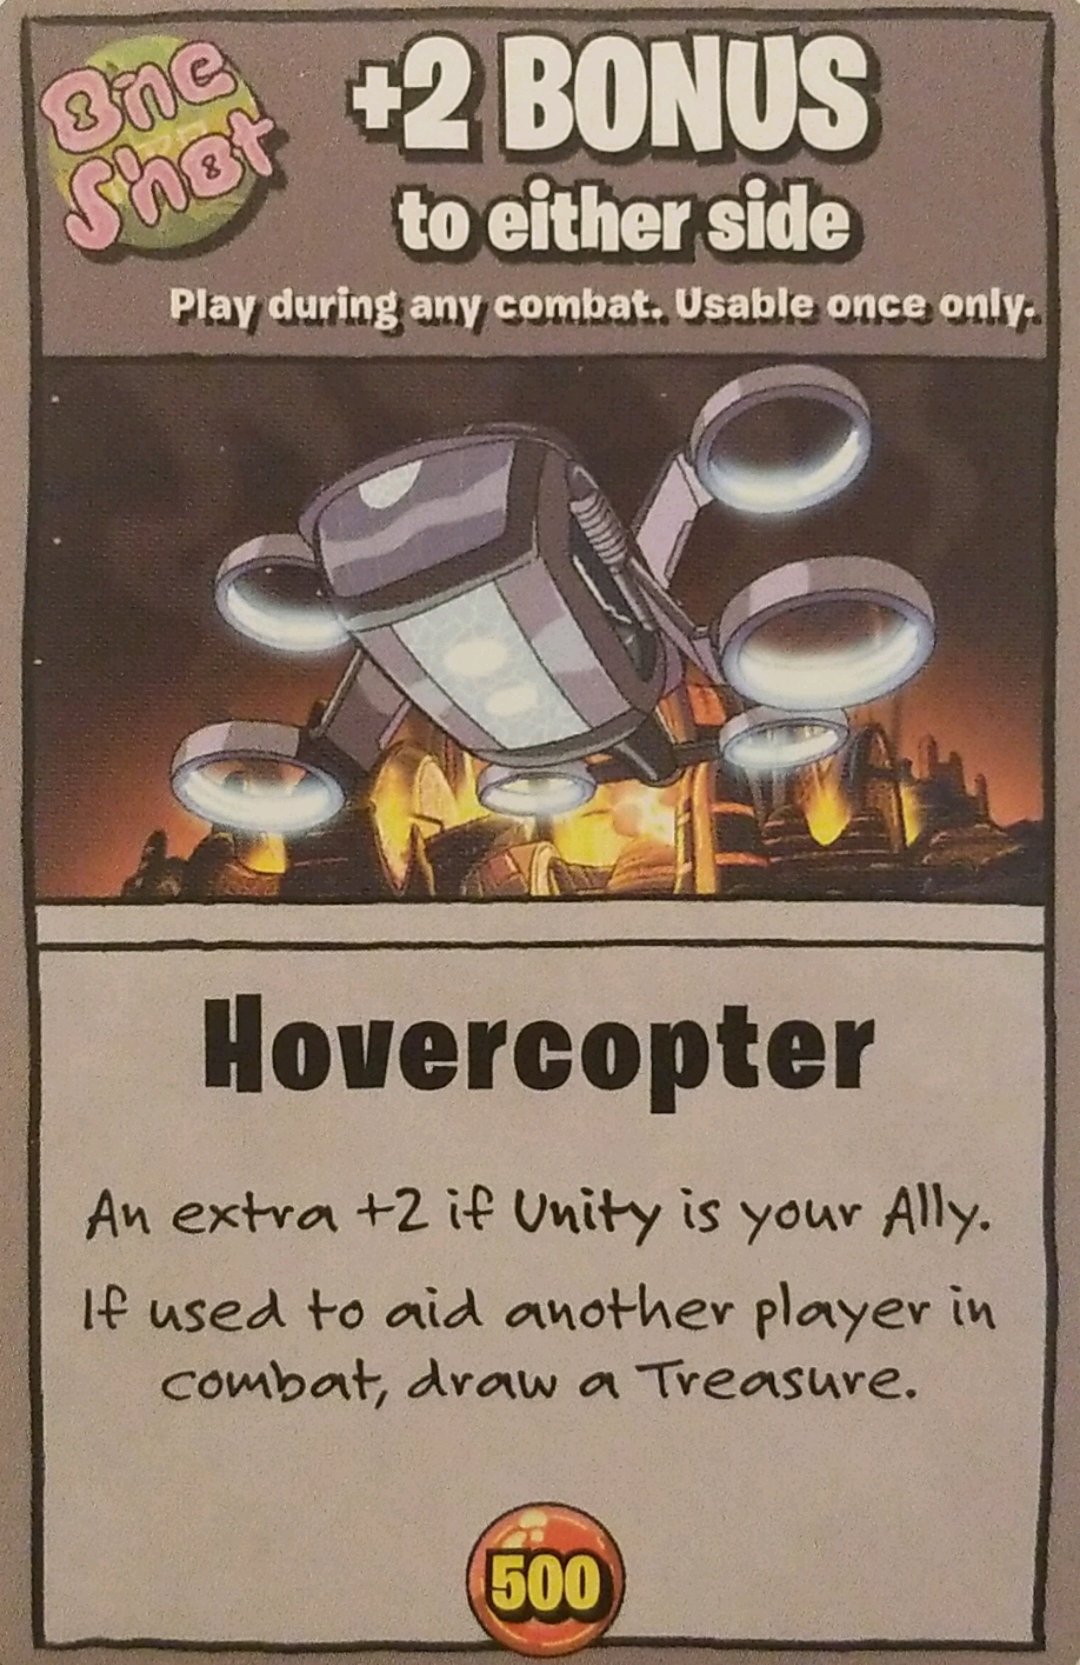 One
Shot
+2 BONUS
to either side
Play during any combat. Usable once only.
Hovercopter
An extra +2 if Unity is your Ally.
If used to aid another player in
combat, draw a Treasure.
500